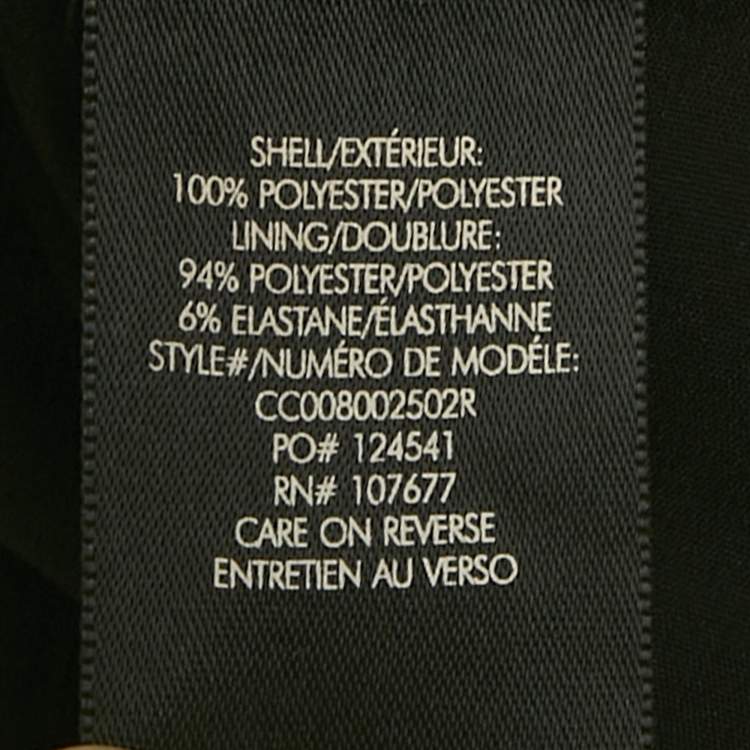 SHELL/EXTÉRIEUR:
100% POLYESTER/POLYESTER
LINING/DOUBLURE:
94% POLYESTER/POLYESTER
6% ELASTANE/ÉLASTHANNE
STYLE#/NUMÉRO DE MODÉLE:
CC008002502R
PO# 124541
RN# 107677
CARE ON REVERSE
ENTRETIEN AU VERSO